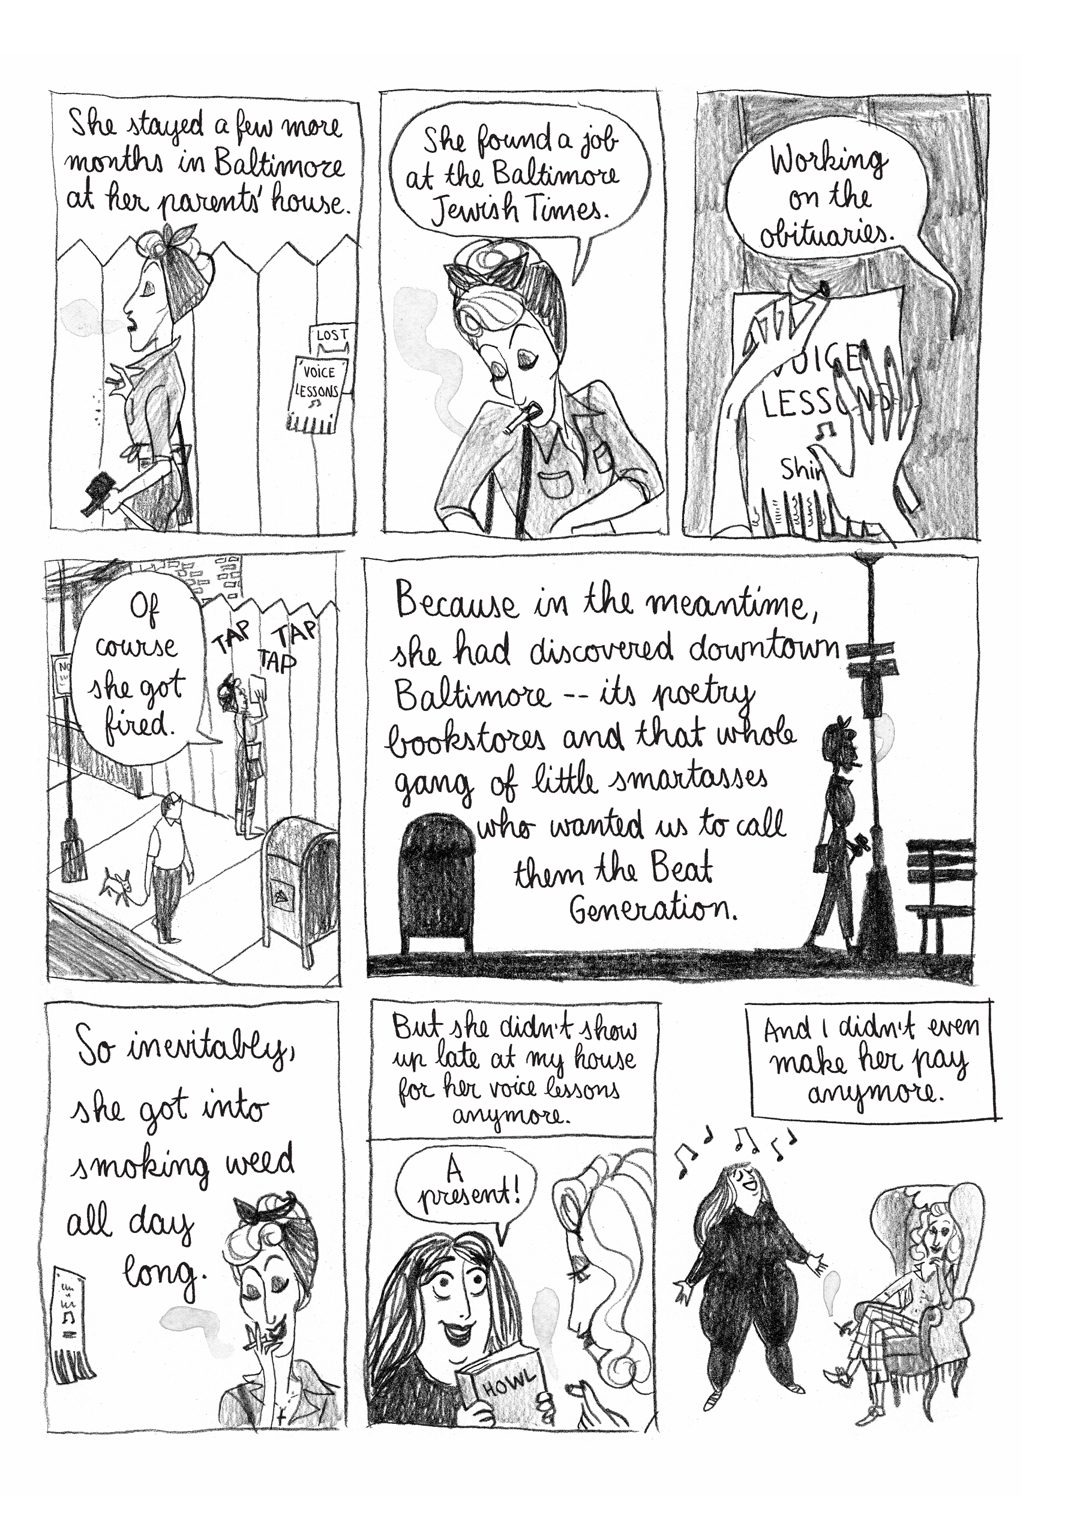 She stayed a few more
months in Baltimore
at her parents' house.
LOST
VOICE
LESSONS
She found a job
at the Baltimore
Jewish Times.
Working
on the
obituaries.
VOICE
LESSONS
Shir
Of
course
she got
fired.
TAP
TAP
TAP
NO
Because in the meantime,
she had discovered downtown
Baltimore -- its poetry
bookstores and that whole
gang of little smartasses
who wanted us to call
them the Beat
Generation.
So inevitably,
she got into
smoking weed
all day
long.
But she didn't show
up late at my house
for her voice lessons
anymore.
A
present!
HOWL
And I didn't even
make her pay
anymore.